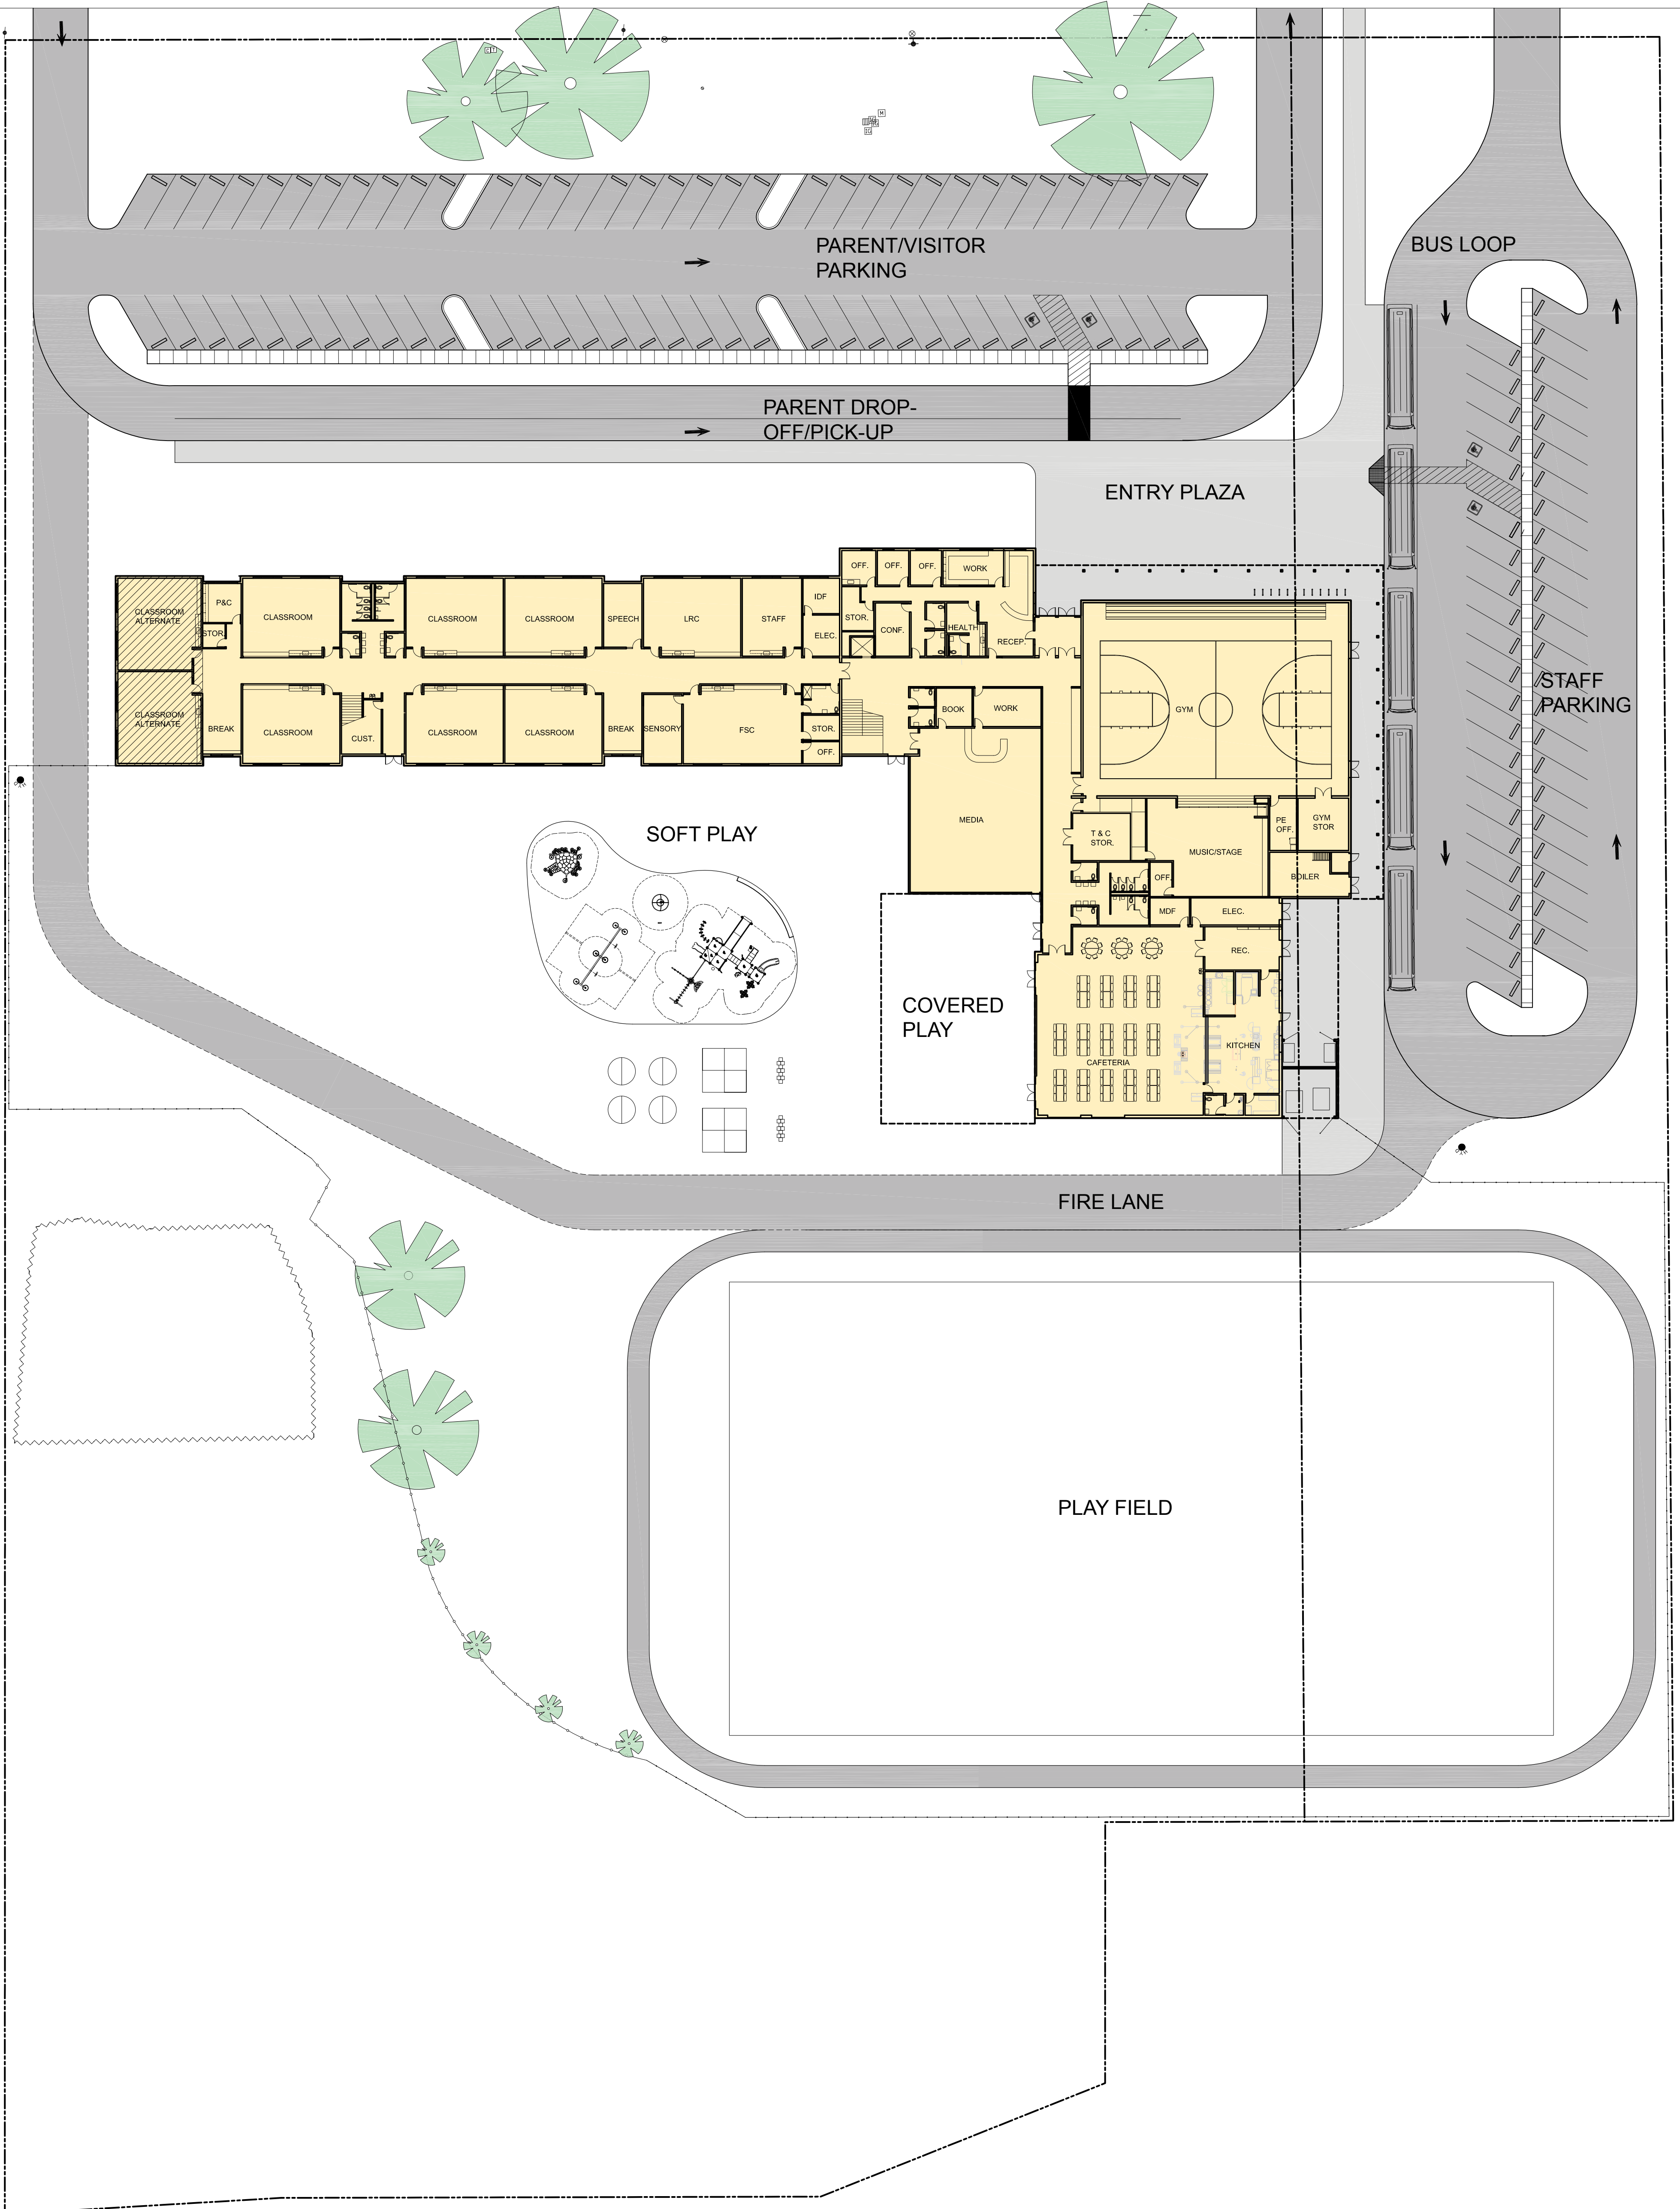 PARENT/VISITOR
PARKING
BUS LOOP
PARENT DROP-
OFF/PICK-UP
ENTRY PLAZA
OFF.
OFF.
OFF.
WORK
CLASSROOM
ALTERNATE
P&C
STOR.
CLASSROOM
CLASSROOM
CLASSROOM
SPEECH
LRC
STAFF
IDF
ELEC.
STOR.
CONF.
HEALTH
RECEP.
CLASSROOM
ALTERNATE
BREAK
CLASSROOM
CUST.
CLASSROOM
CLASSROOM
BREAK
SENSORY
FSC
STOR.
OFF.
BOOK
WORK
GYM
STAFF
PARKING
SOFT PLAY
MEDIA
T & C
STOR.
MUSIC/STAGE
PE
OFF.
GYM
STOR
OFF.
BOILER
MDF
ELEC.
REC.
COVERED
PLAY
CAFETERIA
KITCHEN
FIRE LANE
PLAY FIELD